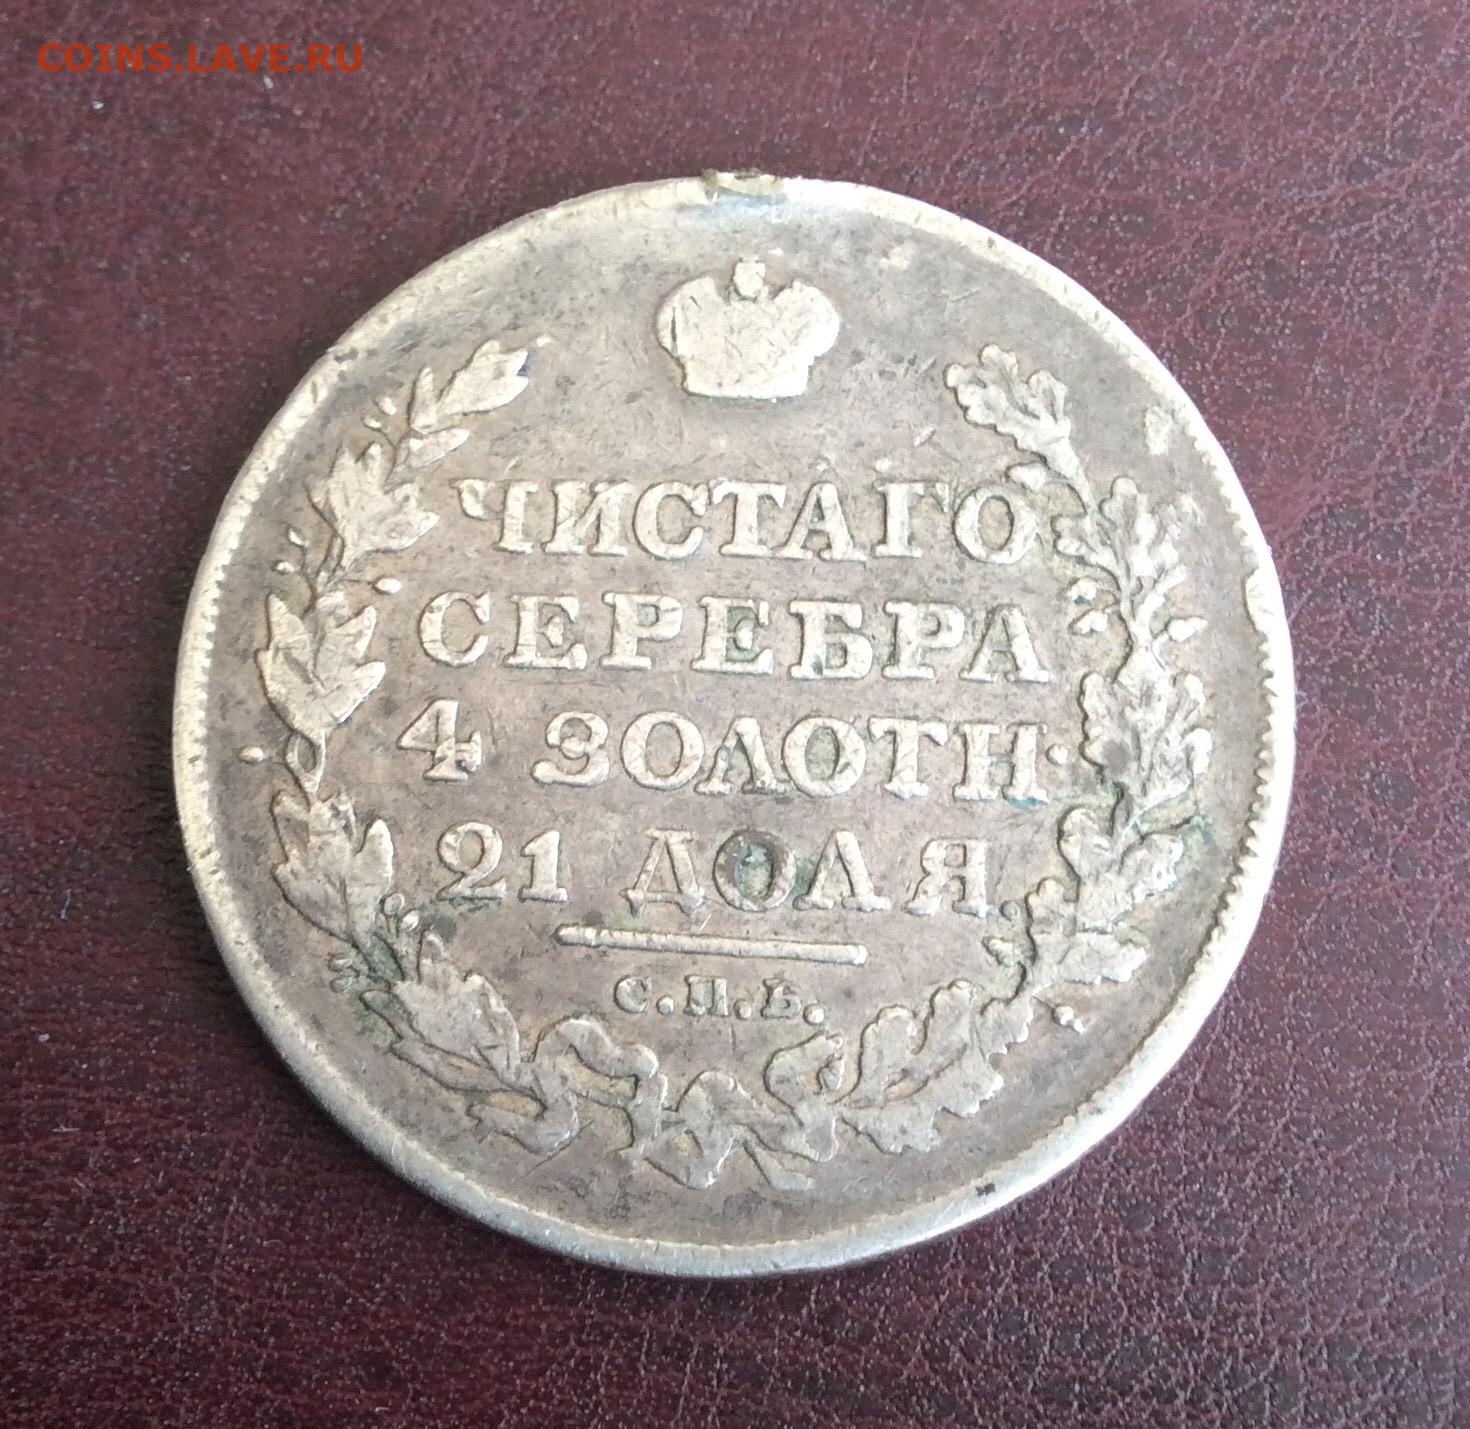 COINS.LAVE.RU
ЧИСТАГО
СЕРЕБРА
4 ЗОЛОТН·
21 ДОЛЯ
С.П.Б.